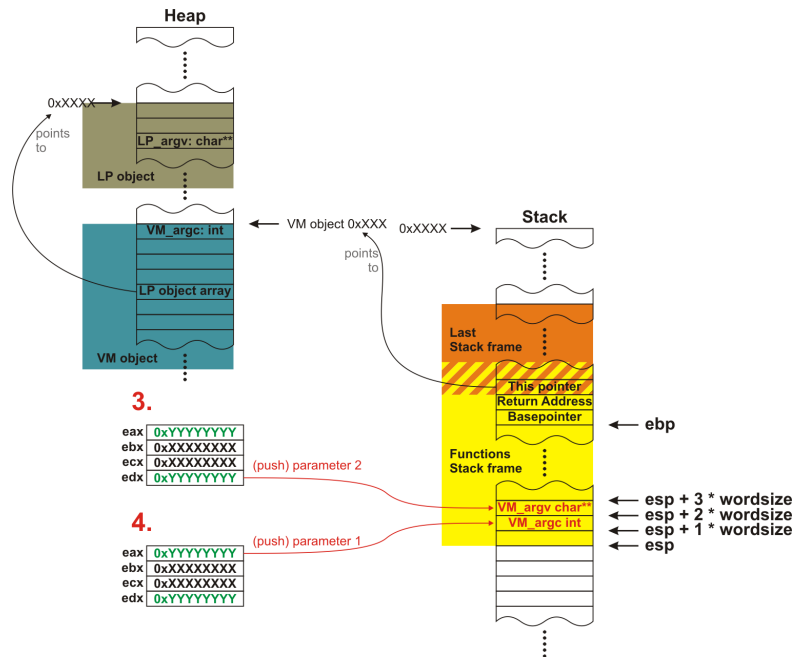 Heap
0xXXXX
points
to
LP_argv: char**
LP object
VM_argc: int
VM object 0xXXX
0xXXXX
Stack
points
to
LP object array
VM object
Last
Stack frame
This pointer
Return Address
Basepointer
ebp
Functions
Stack frame
3.
eax 0xYYYYYYYY
ebx 0xXXXXXXXX
ecx 0xXXXXXXXX
edx 0xYYYYYYYY
(push) parameter 2
VM_argv char**
VM_argc int
esp + 3 * wordsize
esp + 2 * wordsize
esp + 1 * wordsize
esp
4.
(push) parameter 1
eax 0xYYYYYYYY
ebx 0xXXXXXXXX
ecx 0xXXXXXXXX
edx 0xYYYYYYYY